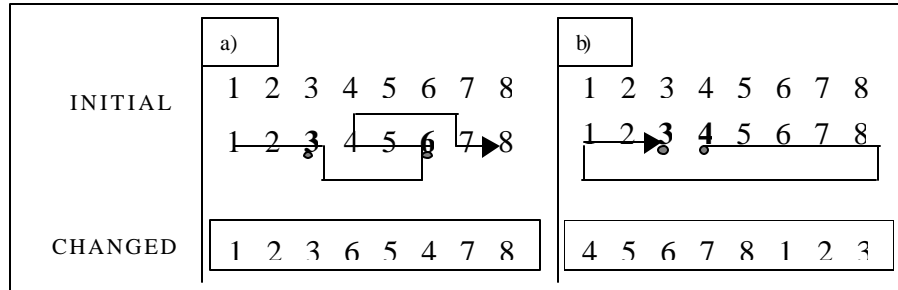 a) b)
1 2 3 4 5 6 7 8 1 2 3 4 5 6 7 8
INITIAL
1 2 3 4 5 6 7 8 1 2 3 4 5 6 7 8
CHANGED 1 2 3 6 5 4 7 8 4 5 6 7 8 1 2 3